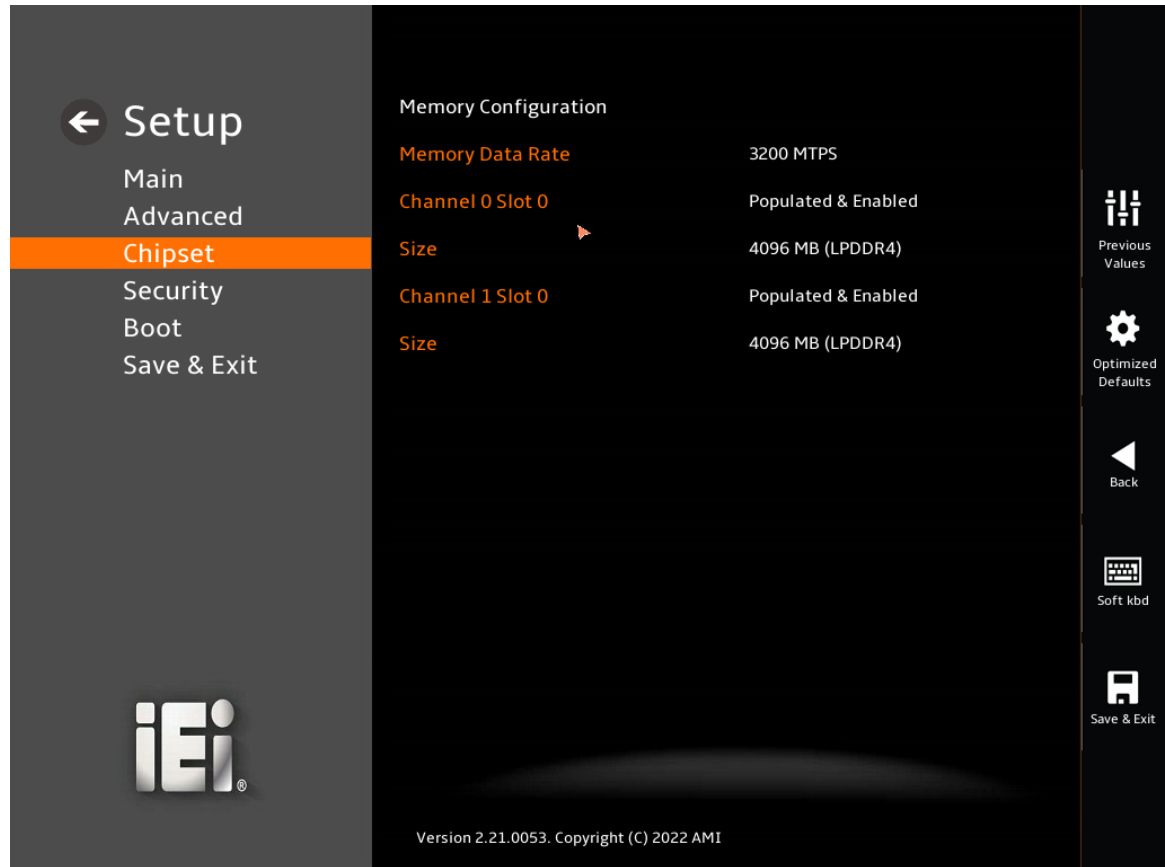 Setup
Main
Advanced
Chipset
Security
Boot
Save & Exit
iEi®
Memory Configuration
Memory Data Rate 3200 MTPS
Channel 0 Slot 0 Populated & Enabled
Size 4096 MB (LPDDR4)
Channel 1 Slot 0 Populated & Enabled
Size 4096 MB (LPDDR4)
Version 2.21.0053. Copyright (C) 2022 AMI
Previous
Values
Optimized
Defaults
Back
Soft kbd
Save & Exit